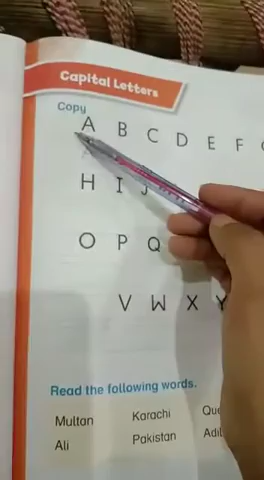 Capital Letters
Copy
A B C D E F
H I J
O P Q
V W X Y
Read the following words.
Multan Karachi
Ali Pakistan